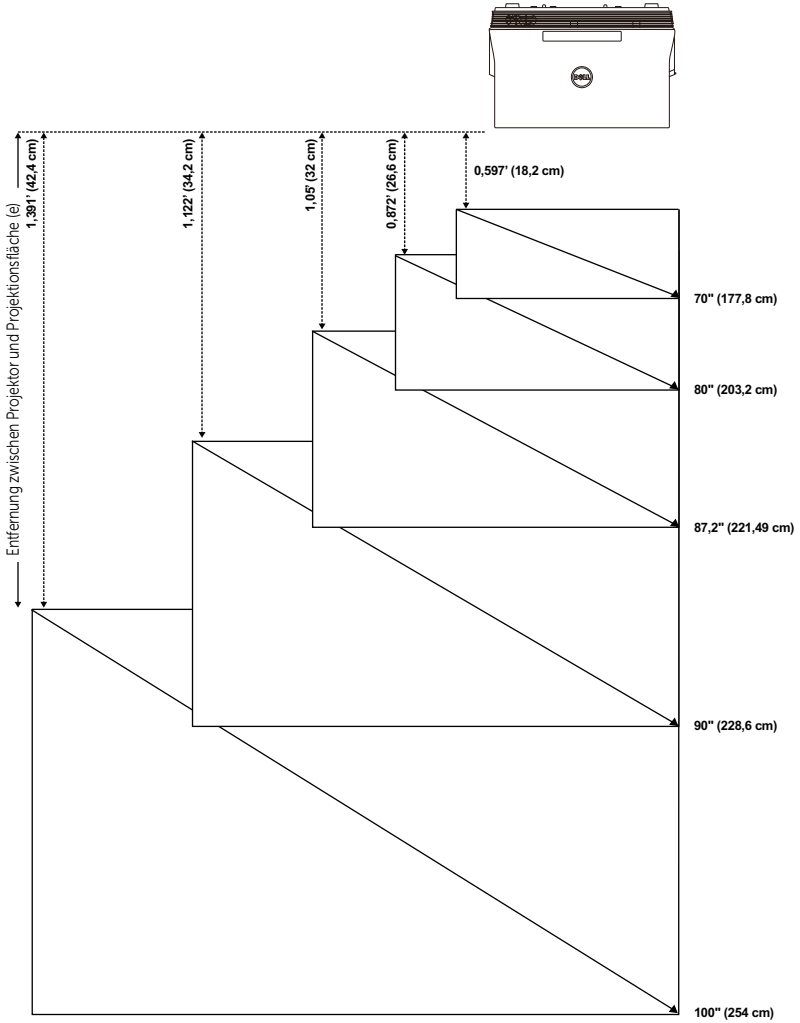 DELL
Entfernung zwischen Projektor und Projektionsfläche (e)
1,391' (42,4 cm)
1,122' (34,2 cm)
1,05' (32 cm)
0,872' (26,6 cm)
0,597' (18,2 cm)
70" (177,8 cm)
80" (203,2 cm)
87,2" (221,49 cm)
90" (228,6 cm)
100" (254 cm)